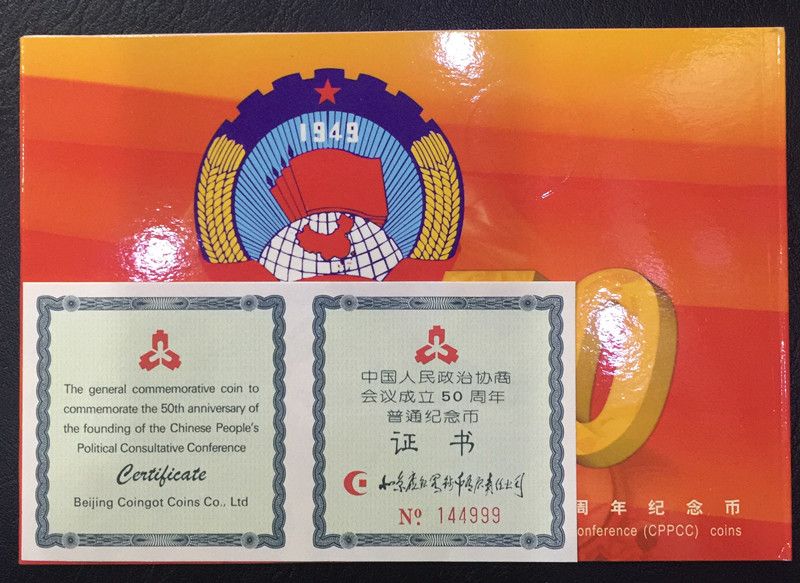 1949
50
The general commemorative coin to
commemorate the 50th anniversary of
the founding of the Chinese People's
Political Consultative Conference
Certificate
Beijing Coingot Coins Co., Ltd
中国人民政治协商
会议成立50周年
普通纪念币
证书
No. 144999
周年纪念币
onference (CPPCC) coins